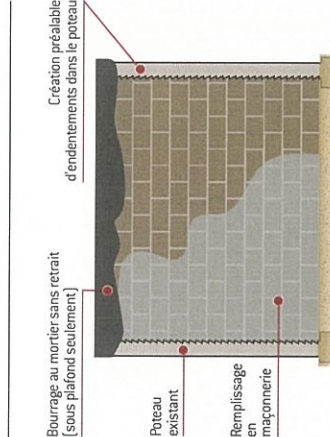 Création préalable
d'endentements dans le poteau
Bourrage au mortier sans retrait
(sous plafond seulement)
Poteau
existant
Remplissage
en
maçonnerie